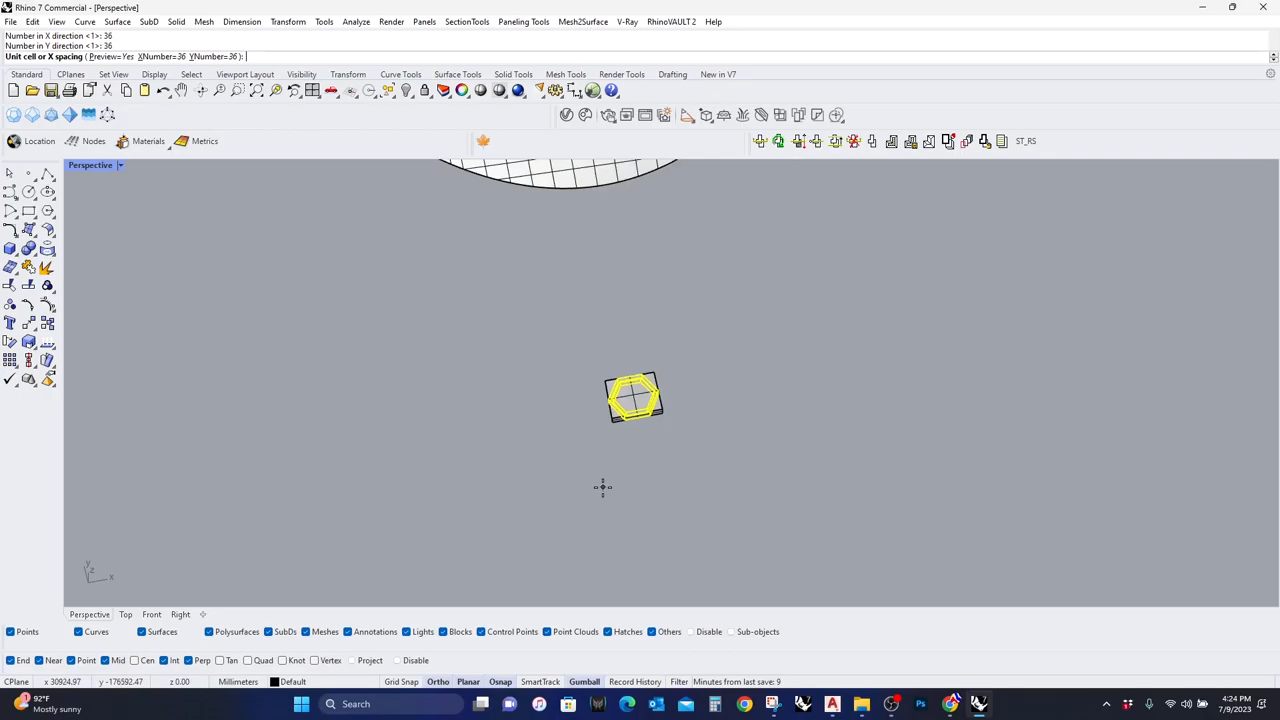 Rhino 7 Commercial - [Perspective]
File Edit View Curve Surface SubD Solid Mesh Dimension Transform Tools Analyze Render Panels SectionTools Paneling Tools Mesh2Surface V-Ray RhinoVAULT 2 Help
Number in X direction <1>: 36
Number in Y direction <1>: 36
Unit cell or X spacing ( Preview=Yes XNumber=36 YNumber=36 ):
Standard CPlanes Set View Display Select Viewport Layout Visibility Transform Curve Tools Surface Tools Solid Tools Mesh Tools Render Tools Drafting New in V7
Location Nodes Materials Metrics ST_RS
Perspective
y
z
x
Perspective Top Front Right
Points Curves Surfaces Polysurfaces SubDs Meshes Annotations Lights Blocks Control Points Point Clouds Hatches Others Disable Sub-objects
End Near Point Mid Cen Int Perp Tan Quad Knot Vertex Project Disable
CPlane x 30924.97 y -176592.47 z 0.00 Millimeters Default Grid Snap Ortho Planar Osnap SmartTrack Gumball Record History Filter Minutes from last save: 9
92°F
Mostly sunny
Search
4:24 PM
7/9/2023